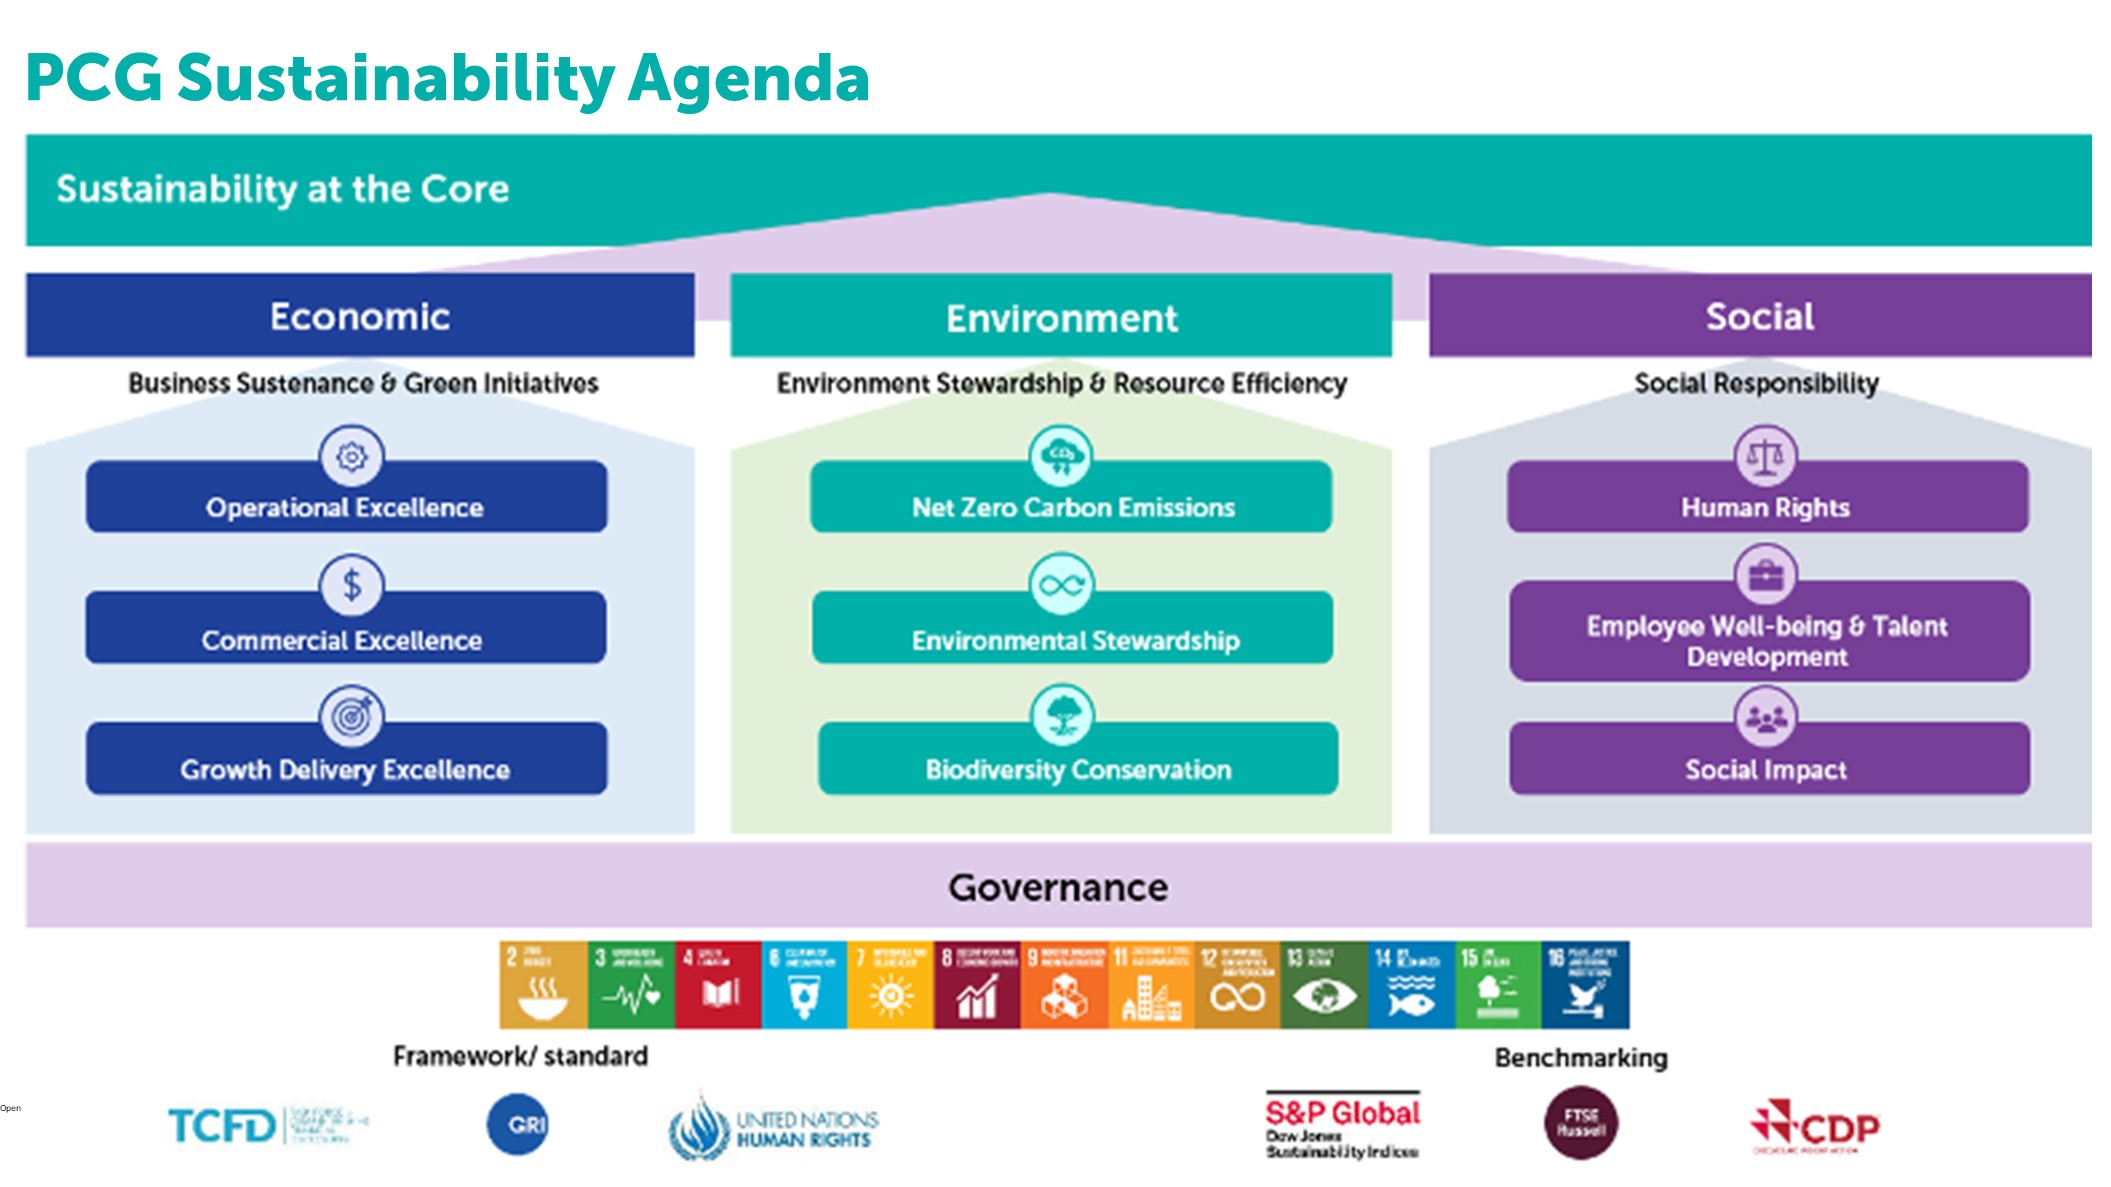 PCG Sustainability Agenda
Sustainability at the Core
Economic
Business Sustenance & Green Initiatives
Operational Excellence
Commercial Excellence
Growth Delivery Excellence
Environment
Environment Stewardship & Resource Efficiency
Net Zero Carbon Emissions
Environmental Stewardship
Biodiversity Conservation
Social
Social Responsibility
Human Rights
Employee Well-being & Talent
Development
Social Impact
Governance
2
3
4
6
7
8
9
11
12
13
14
15
16
Framework/ standard
TCFD
GRI
UNITED NATIONS
HUMAN RIGHTS
Benchmarking
S&P Global
Dow Jones
Sustainability Indices
FTSE
Russell
CDP
Open